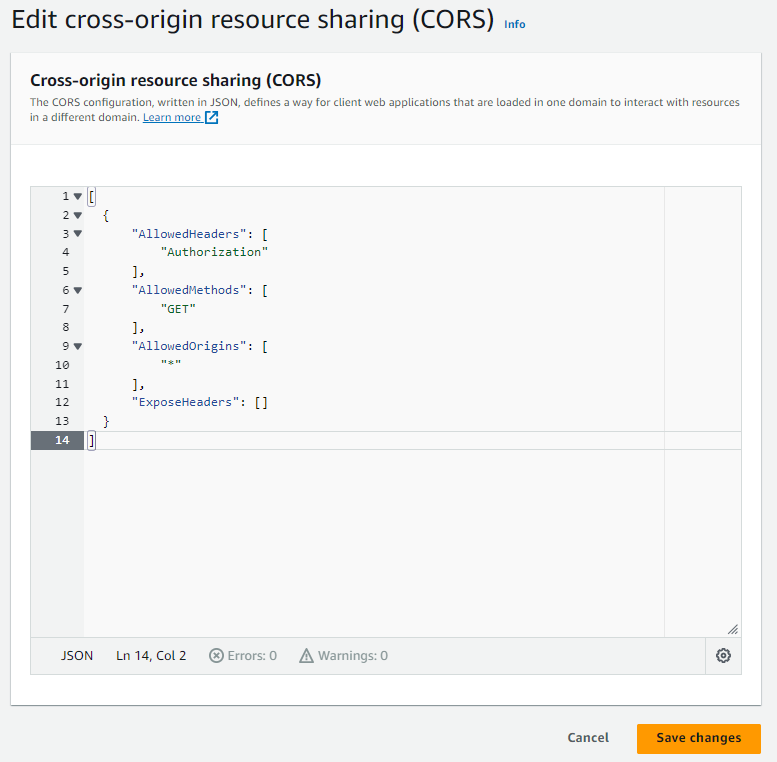 Edit cross-origin resource sharing (CORS) Info
Cross-origin resource sharing (CORS)
The CORS configuration, written in JSON, defines a way for client web applications that are loaded in one domain to interact with resources
in a different domain. Learn more
1 [
2 {
3 "AllowedHeaders": [
4 "Authorization"
5 ],
6 "AllowedMethods": [
7 "GET"
8 ],
9 "AllowedOrigins": [
10 "*"
11 ],
12 "ExposeHeaders": []
13 }
14 ]
JSON Ln 14, Col 2 Errors: 0 Warnings: 0
Cancel Save changes